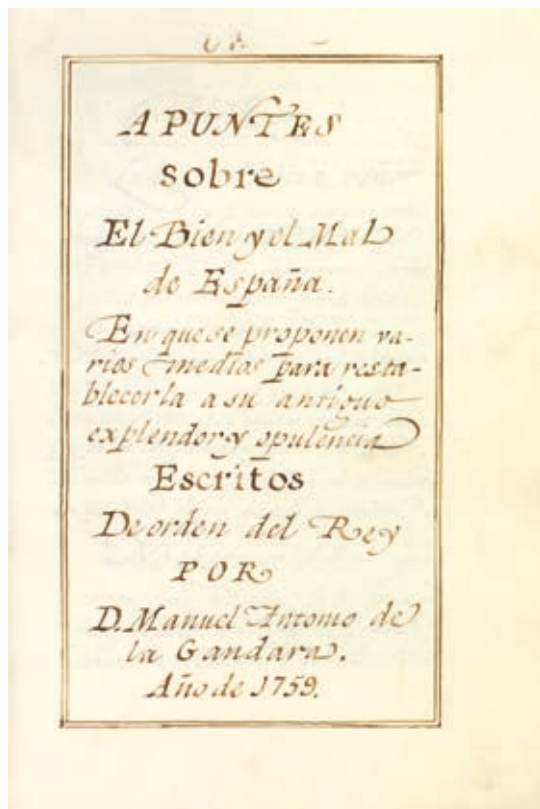 APUNTES
sobre
El Bien y el Mal
de España.
En que se proponen va-
rios medios para resta-
blecerla a su antiguo
explendor y opulencia
Escritos
De orden del Rey
POR
D. Manuel Antonio de
la Gandara.
Año de 1759.